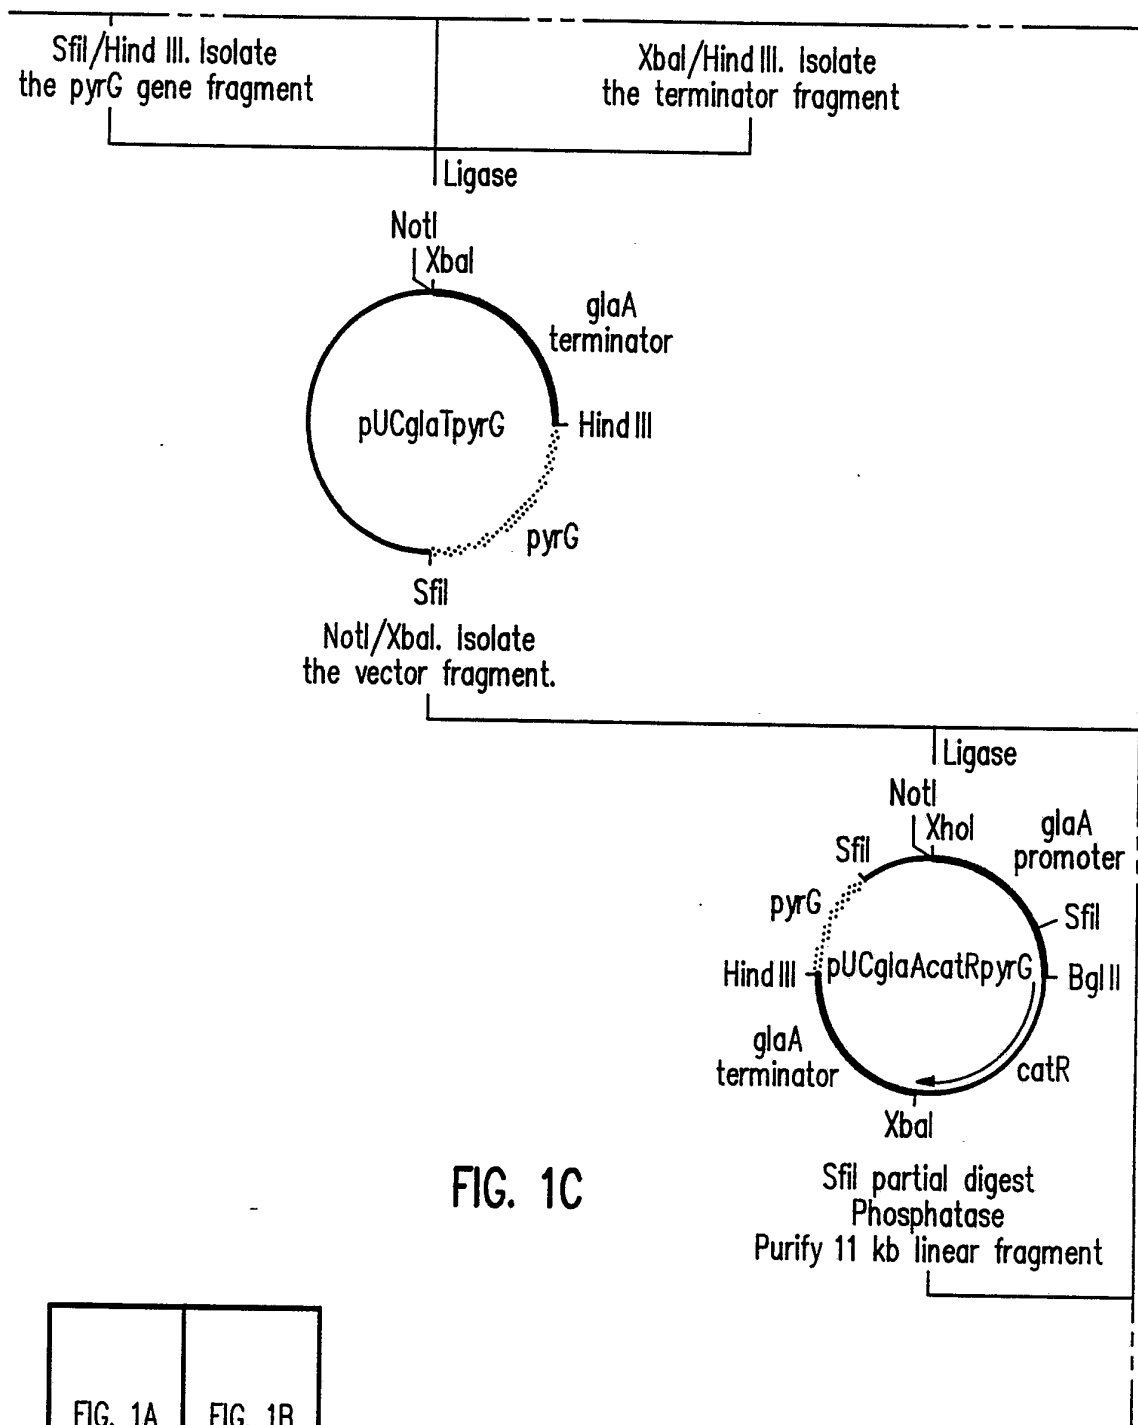 SfiI/Hind III. Isolate
the pyrG gene fragment
XbaI/Hind III. Isolate
the terminator fragment
Ligase
NotI
XbaI
glaA
terminator
pUCglaTpyrG
Hind III
pyrG
SfiI
NotI/XbaI. Isolate
the vector fragment.
Ligase
NotI
XhoI
glaA
promoter
SfiI
pyrG
SfiI
Hind III
pUCglaAcatRpyrG
Bgl II
glaA
terminator
catR
XbaI
SfiI partial digest
Phosphatase
Purify 11 kb linear fragment
FIG. 1C
FIG. 1A
FIG. 1B